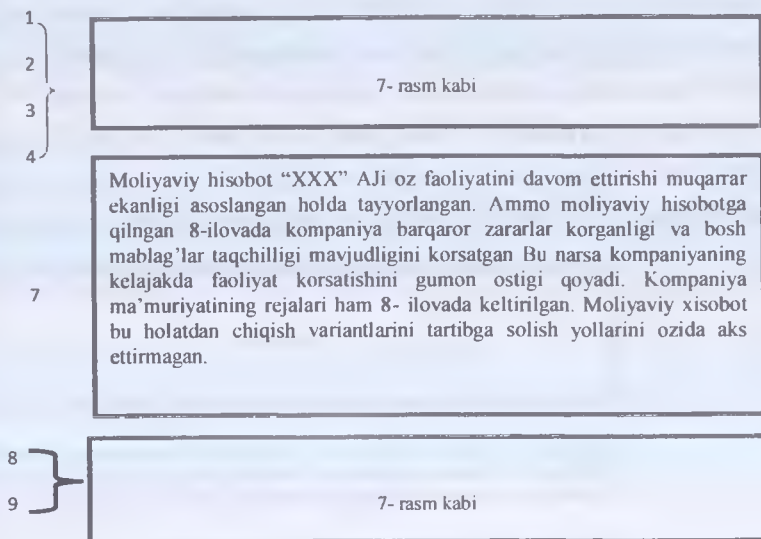 1
2
3
4
7- rasm kabi
Moliyaviy hisobot “XXX” AJi oz faoliyatini davom ettirishi muqarrar
ekanligi asoslangan holda tayyorlangan. Ammo moliyaviy hisobotga
qilngan 8-ilovada kompaniya barqaror zararlar korganligi va bosh
mablag’lar taqchilligi mavjudligini korsatgan Bu narsa kompaniyaning
kelajakda faoliyat korsatishini gumon ostigi qoyadi. Kompaniya
ma’muriyatining rejalari ham 8- ilovada keltirilgan. Moliyaviy xisobot
bu holatdan chiqish variantlarini tartibga solish yollarini ozida aks
ettirmagan.
7
8
9
7- rasm kabi